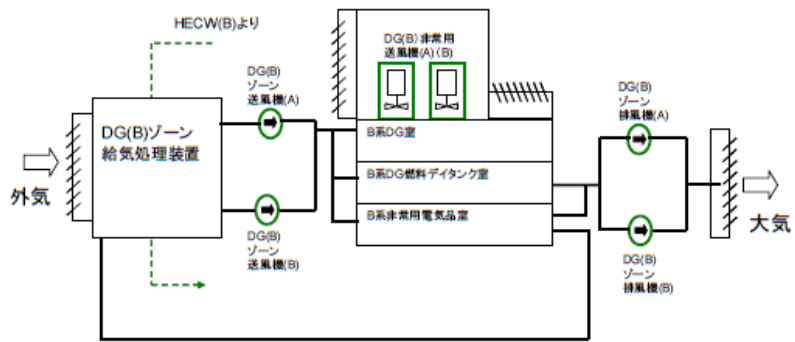 HECW(B)より
DG(B)非常用
送風機(A)(B)
DG(B)
ゾーン
送風機(A)
DG(B)
ゾーン
排風機(A)
DG(B)ゾーン
給気処理装置
B系DG室
外気
B系DG燃料デイタンク室
大気
B系非常用電気品室
DG(B)
ゾーン
送風機(B)
DG(B)
ゾーン
排風機(B)